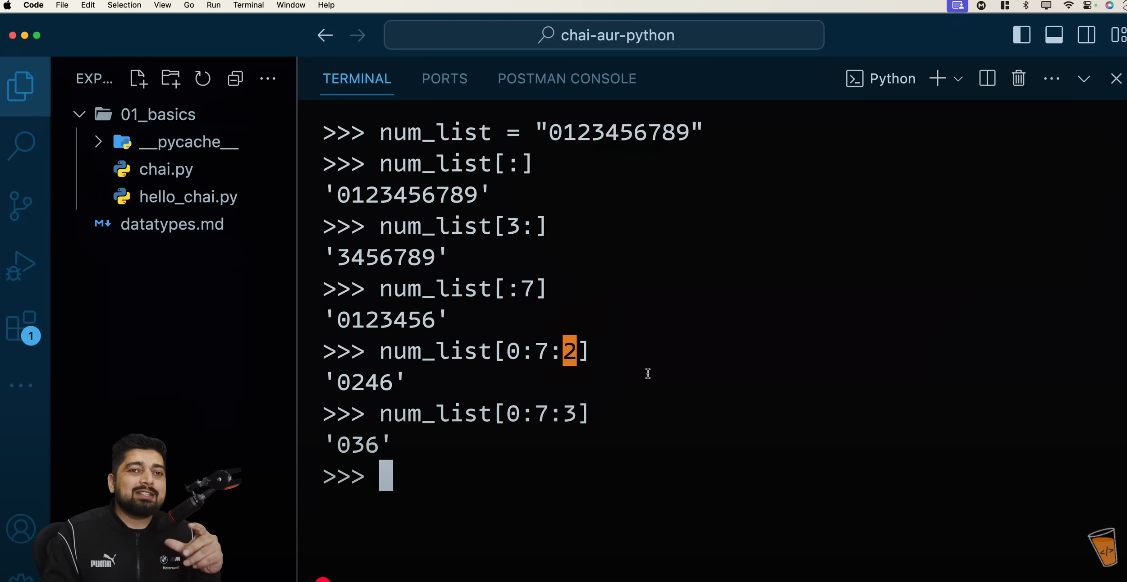 Code File Edit Selection View Go Run Terminal Window Help
chai-aur-python
EXP...
TERMINAL PORTS POSTMAN CONSOLE
Python
01_basics
__pycache__
chai.py
hello_chai.py
datatypes.md
1
>>> num_list = "0123456789"
>>> num_list[:]
'0123456789'
>>> num_list[3:]
'3456789'
>>> num_list[:7]
'0123456'
>>> num_list[0:7:2]
'0246'
>>> num_list[0:7:3]
'036'
>>>
PUMA